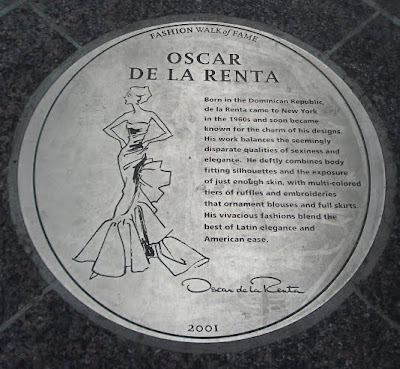 FASHION WALK of FAME
OSCAR
DE LA RENTA
Born in the Dominican Republic,
de la Renta came to New York
in the 1960s and soon became
known for the charm of his designs.
His work balances the seemingly
disparate qualities of sexiness and
elegance. He deftly combines body
fitting silhouettes and the exposure
of just enough skin, with multi-colored
tiers of ruffles and embroideries
that ornament blouses and full skirts.
His vivacious fashions blend the
best of Latin elegance and
American ease.
Oscar de la Renta
2001